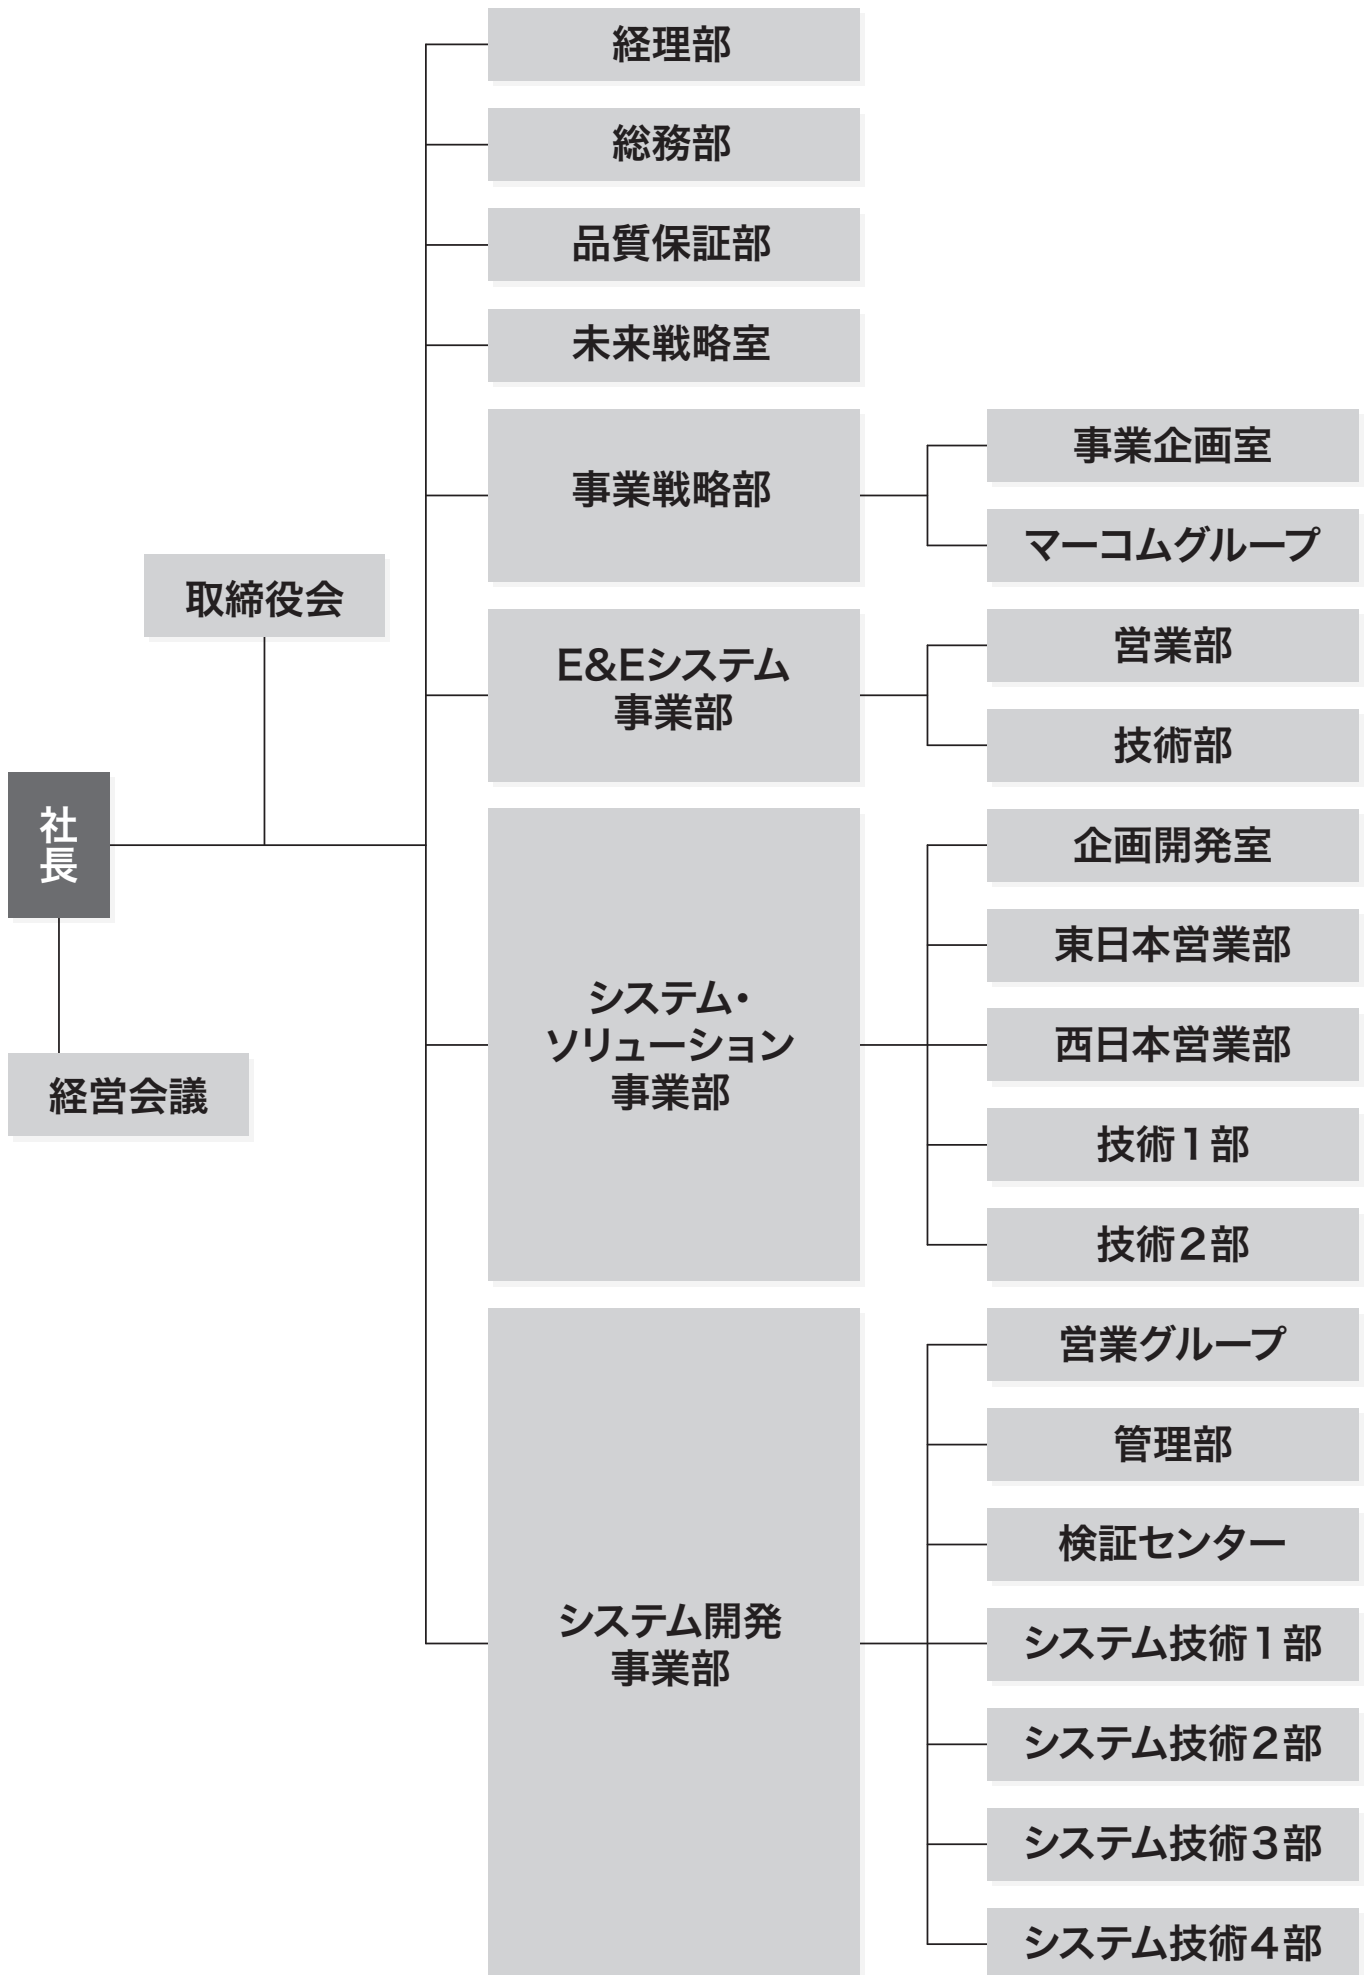 経理部
総務部
品質保証部
未来戦略室
事業戦略部
事業企画室
マーコムグループ
取締役会
E&Eシステム
事業部
営業部
技術部
社長
経営会議
システム・
ソリューション
事業部
企画開発室
東日本営業部
西日本営業部
技術1部
技術2部
システム開発
事業部
営業グループ
管理部
検証センター
システム技術1部
システム技術2部
システム技術3部
システム技術4部